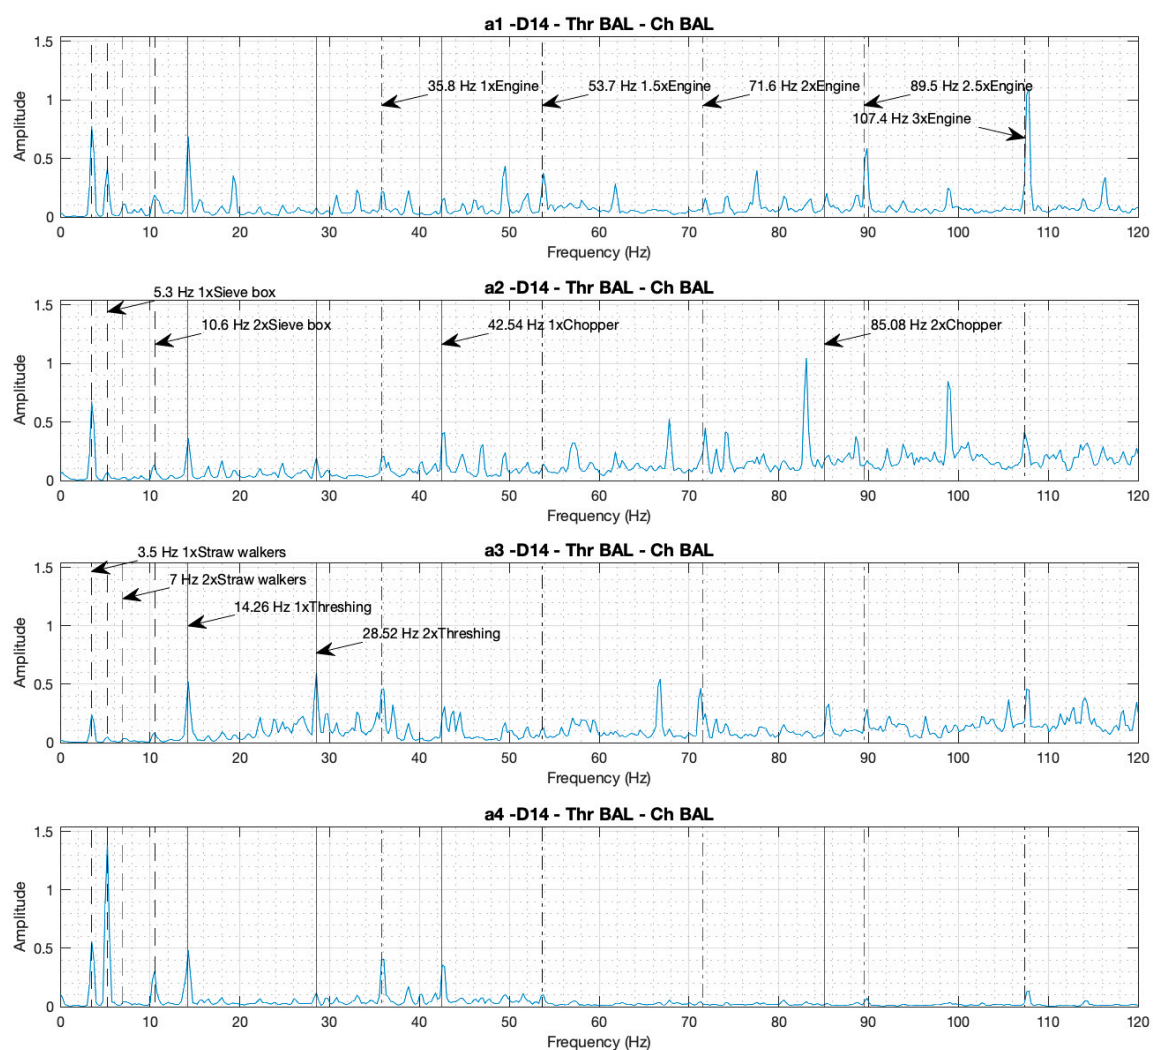 a1 -D14 - Thr BAL - Ch BAL
1.5
1
0.5
0
Amplitude
35.8 Hz 1xEngine
53.7 Hz 1.5xEngine
71.6 Hz 2xEngine
89.5 Hz 2.5xEngine
107.4 Hz 3xEngine
0 10 20 30 40 50 60 70 80 90 100 110 120
Frequency (Hz)
a2 -D14 - Thr BAL - Ch BAL
1.5
1
0.5
0
Amplitude
5.3 Hz 1xSieve box
10.6 Hz 2xSieve box
42.54 Hz 1xChopper
85.08 Hz 2xChopper
0 10 20 30 40 50 60 70 80 90 100 110 120
Frequency (Hz)
a3 -D14 - Thr BAL - Ch BAL
1.5
1
0.5
0
Amplitude
3.5 Hz 1xStraw walkers
7 Hz 2xStraw walkers
14.26 Hz 1xThreshing
28.52 Hz 2xThreshing
0 10 20 30 40 50 60 70 80 90 100 110 120
Frequency (Hz)
a4 -D14 - Thr BAL - Ch BAL
1.5
1
0.5
0
Amplitude
0 10 20 30 40 50 60 70 80 90 100 110 120
Frequency (Hz)